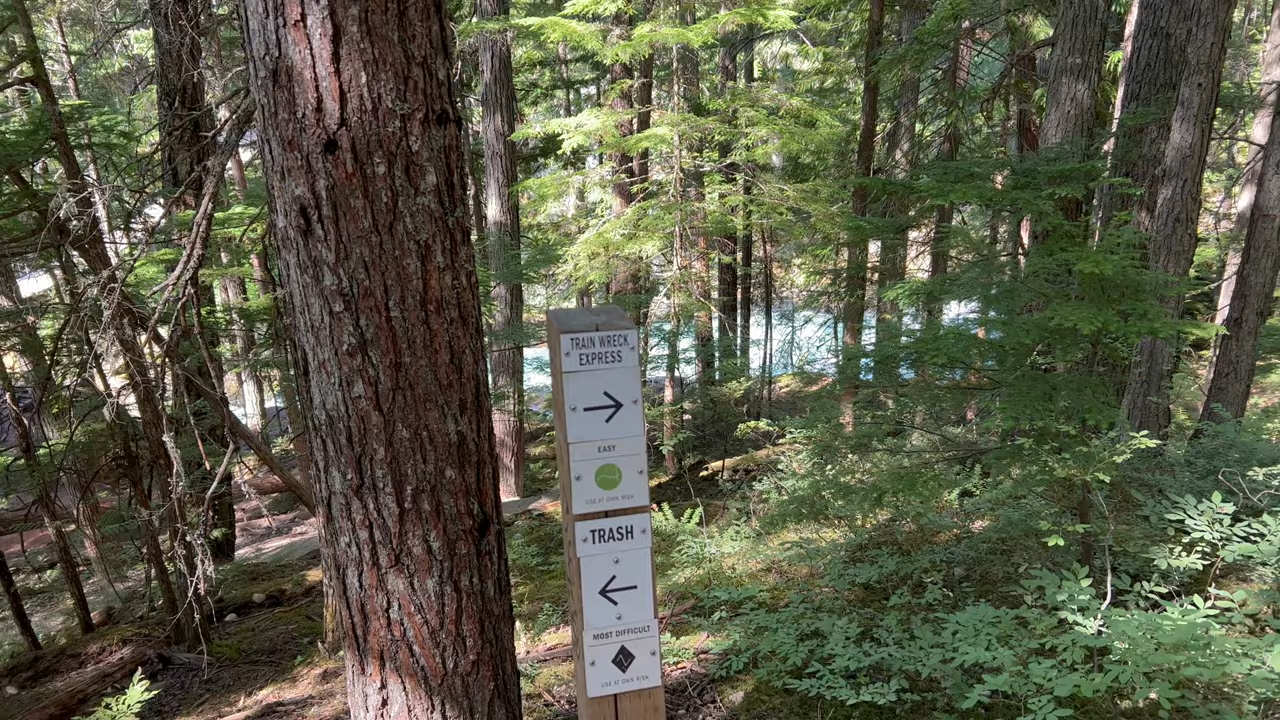 TRAIN WRECK
EXPRESS
EASY
USE AT OWN RISK
TRASH
MOST DIFFICULT
USE AT OWN RISK